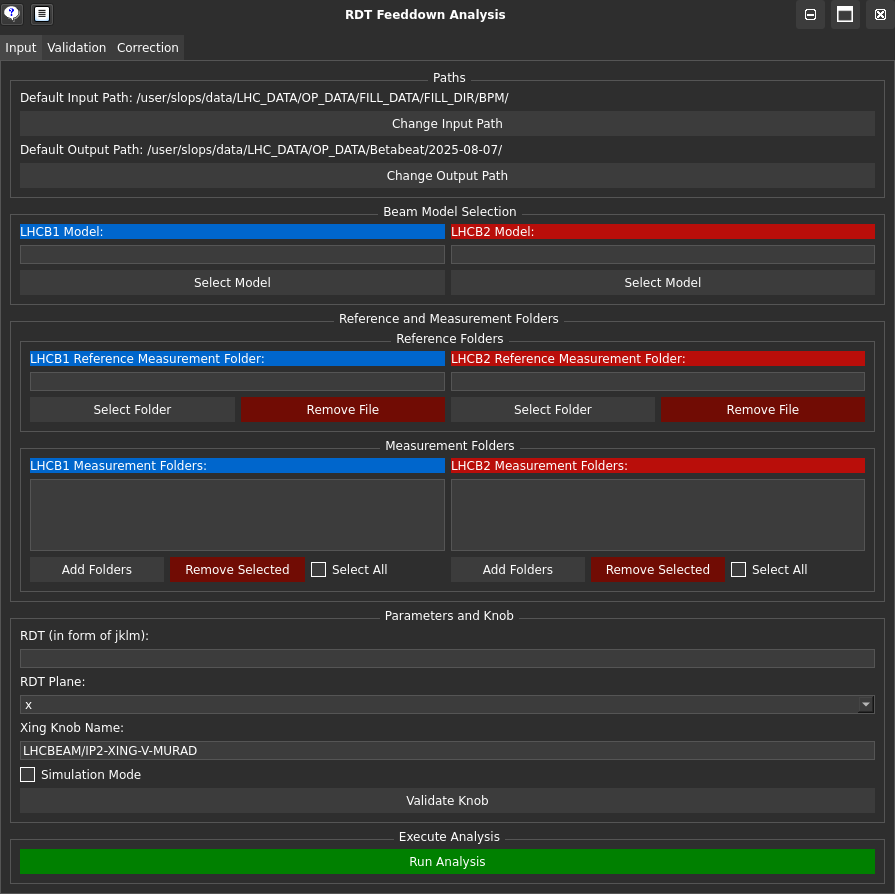 RDT Feeddown Analysis
Input Validation Correction
Paths
Default Input Path: /user/slops/data/LHC_DATA/OP_DATA/FILL_DATA/FILL_DIR/BPM/
Change Input Path
Default Output Path: /user/slops/data/LHC_DATA/OP_DATA/Betabeat/2025-08-07/
Change Output Path
Beam Model Selection
LHCB1 Model: LHCB2 Model:
Select Model Select Model
Reference and Measurement Folders
Reference Folders
LHCB1 Reference Measurement Folder: LHCB2 Reference Measurement Folder:
Select Folder Remove File Select Folder Remove File
Measurement Folders
LHCB1 Measurement Folders: LHCB2 Measurement Folders:
Add Folders Remove Selected Select All Add Folders Remove Selected Select All
Parameters and Knob
RDT (in form of jklm):
RDT Plane:
x
Xing Knob Name:
LHCBEAM/IP2-XING-V-MURAD
Simulation Mode
Validate Knob
Execute Analysis
Run Analysis